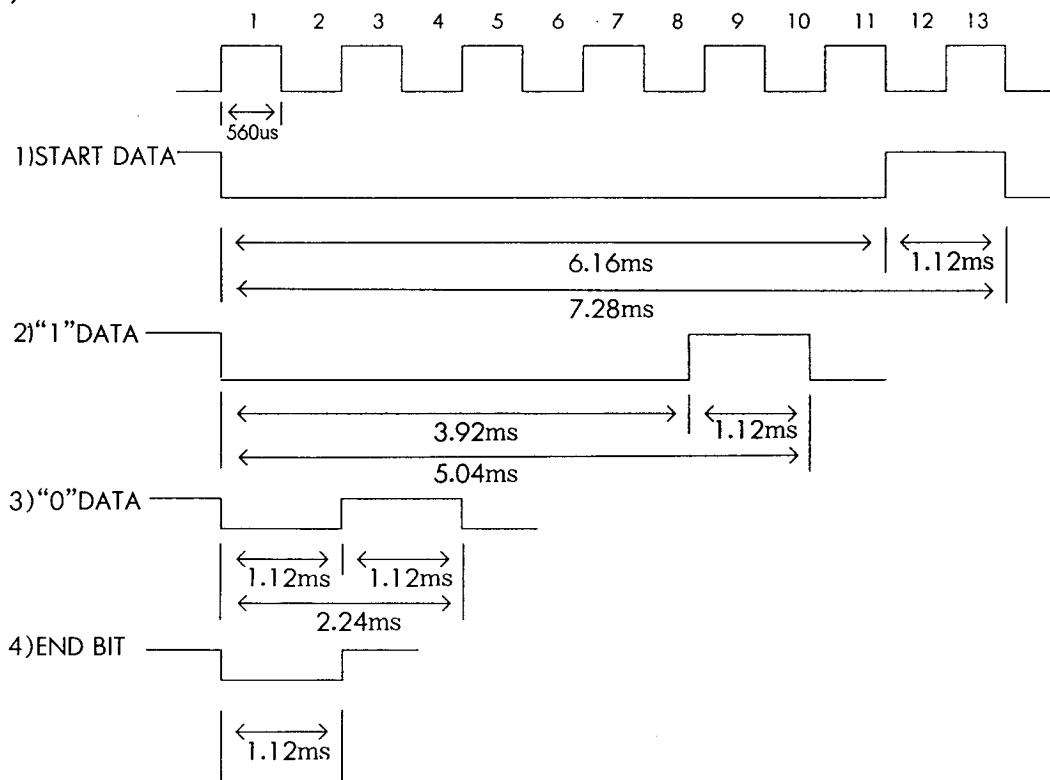 1 2 3 4 5 6 7 8 9 10 11 12 13
560us
1)START DATA
6.16ms 1.12ms
7.28ms
2)“1”DATA
3.92ms 1.12ms
5.04ms
3)“0”DATA
1.12ms 1.12ms
2.24ms
4)END BIT
1.12ms